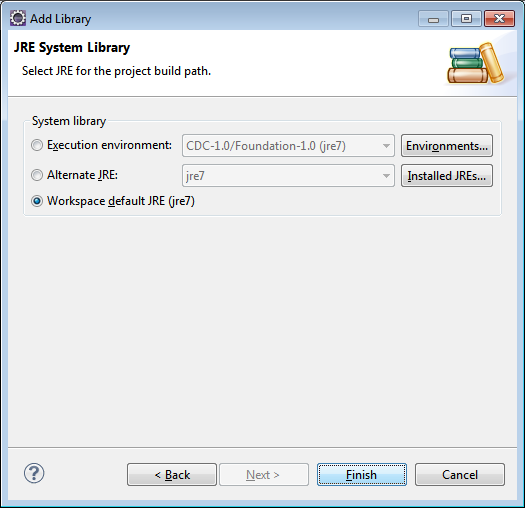 Add Library
JRE System Library
Select JRE for the project build path.
System library
Execution environment: CDC-1.0/Foundation-1.0 (jre7) Environments...
Alternate JRE: jre7 Installed JREs...
Workspace default JRE (jre7)
? < Back Next > Finish Cancel